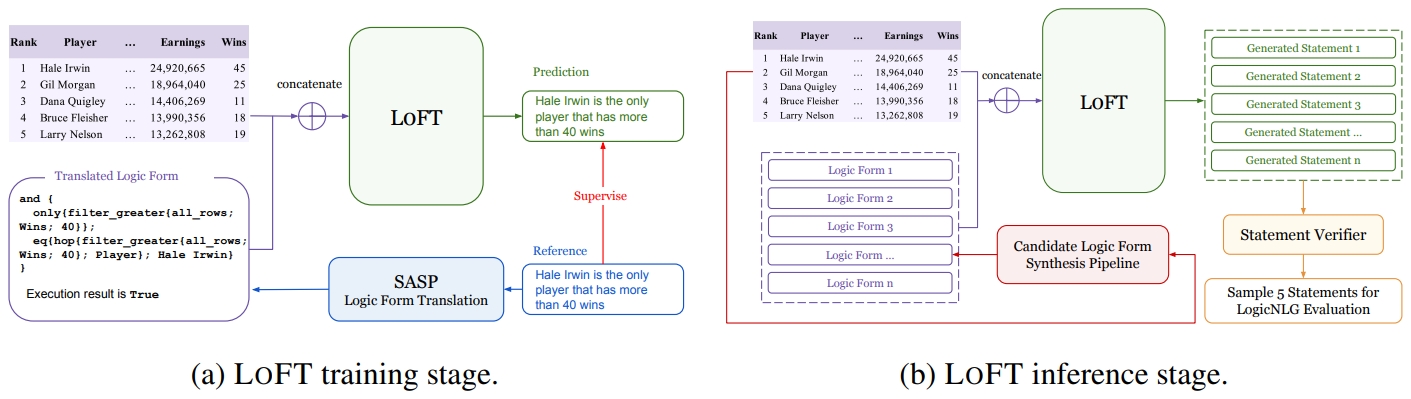 Rank Player ... Earnings Wins
1 Hale Irwin ... 24,920,665 45
2 Gil Morgan ... 18,964,040 25
3 Dana Quigley ... 14,406,269 11
4 Bruce Fleisher ... 13,990,356 18
5 Larry Nelson ... 13,262,808 19
concatenate
LOFT
Prediction
Hale Irwin is the only
player that has more
than 40 wins
Translated Logic Form
and {
only{filter_greater{all_rows;
Wins; 40}};
eq{hop{filter_greater{all_rows;
Wins; 40}; Player}; Hale Irwin}
}
Execution result is True
Supervise
SASP
Logic Form Translation
Reference
Hale Irwin is the only
player that has more
than 40 wins
(a) LOFT training stage.
Rank Player ... Earnings Wins
1 Hale Irwin ... 24,920,665 45
2 Gil Morgan ... 18,964,040 25
3 Dana Quigley ... 14,406,269 11
4 Bruce Fleisher ... 13,990,356 18
5 Larry Nelson ... 13,262,808 19
concatenate
LOFT
Generated Statement 1
Generated Statement 2
Generated Statement 3
Generated Statement ...
Generated Statement n
Logic Form 1
Logic Form 2
Logic Form 3
Logic Form ...
Logic Form n
Candidate Logic Form
Synthesis Pipeline
Statement Verifier
Sample 5 Statements for
LogicNLG Evaluation
(b) LOFT inference stage.